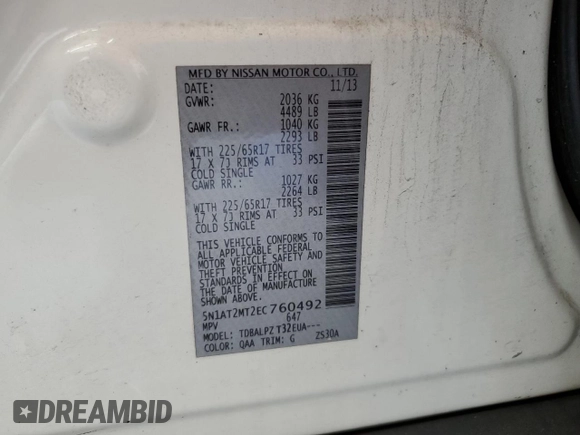 MFD BY NISSAN MOTOR CO., LTD.
DATE: 11/13
GVWR: 2036 KG
4489 LB
GAWR FR.: 1040 KG
2293 LB
WITH 225/65R17 TIRES
17 X 7J RIMS AT 33 PSI
COLD SINGLE
GAWR RR.: 1027 KG
2264 LB
WITH 225/65R17 TIRES
17 X 7J RIMS AT 33 PSI
COLD SINGLE
THIS VEHICLE CONFORMS TO
ALL APPLICABLE FEDERAL
MOTOR VEHICLE SAFETY AND
THEFT PREVENTION
STANDARDS IN EFFECT ON
THE DATE OF MANUFACTURE
SHOWN ABOVE.
5N1AT2MT2EC760492
MPV 647
MODEL: TDBALPZ T32EUA---
COLOR: QAA TRIM: G ZS30A
DREAMBID